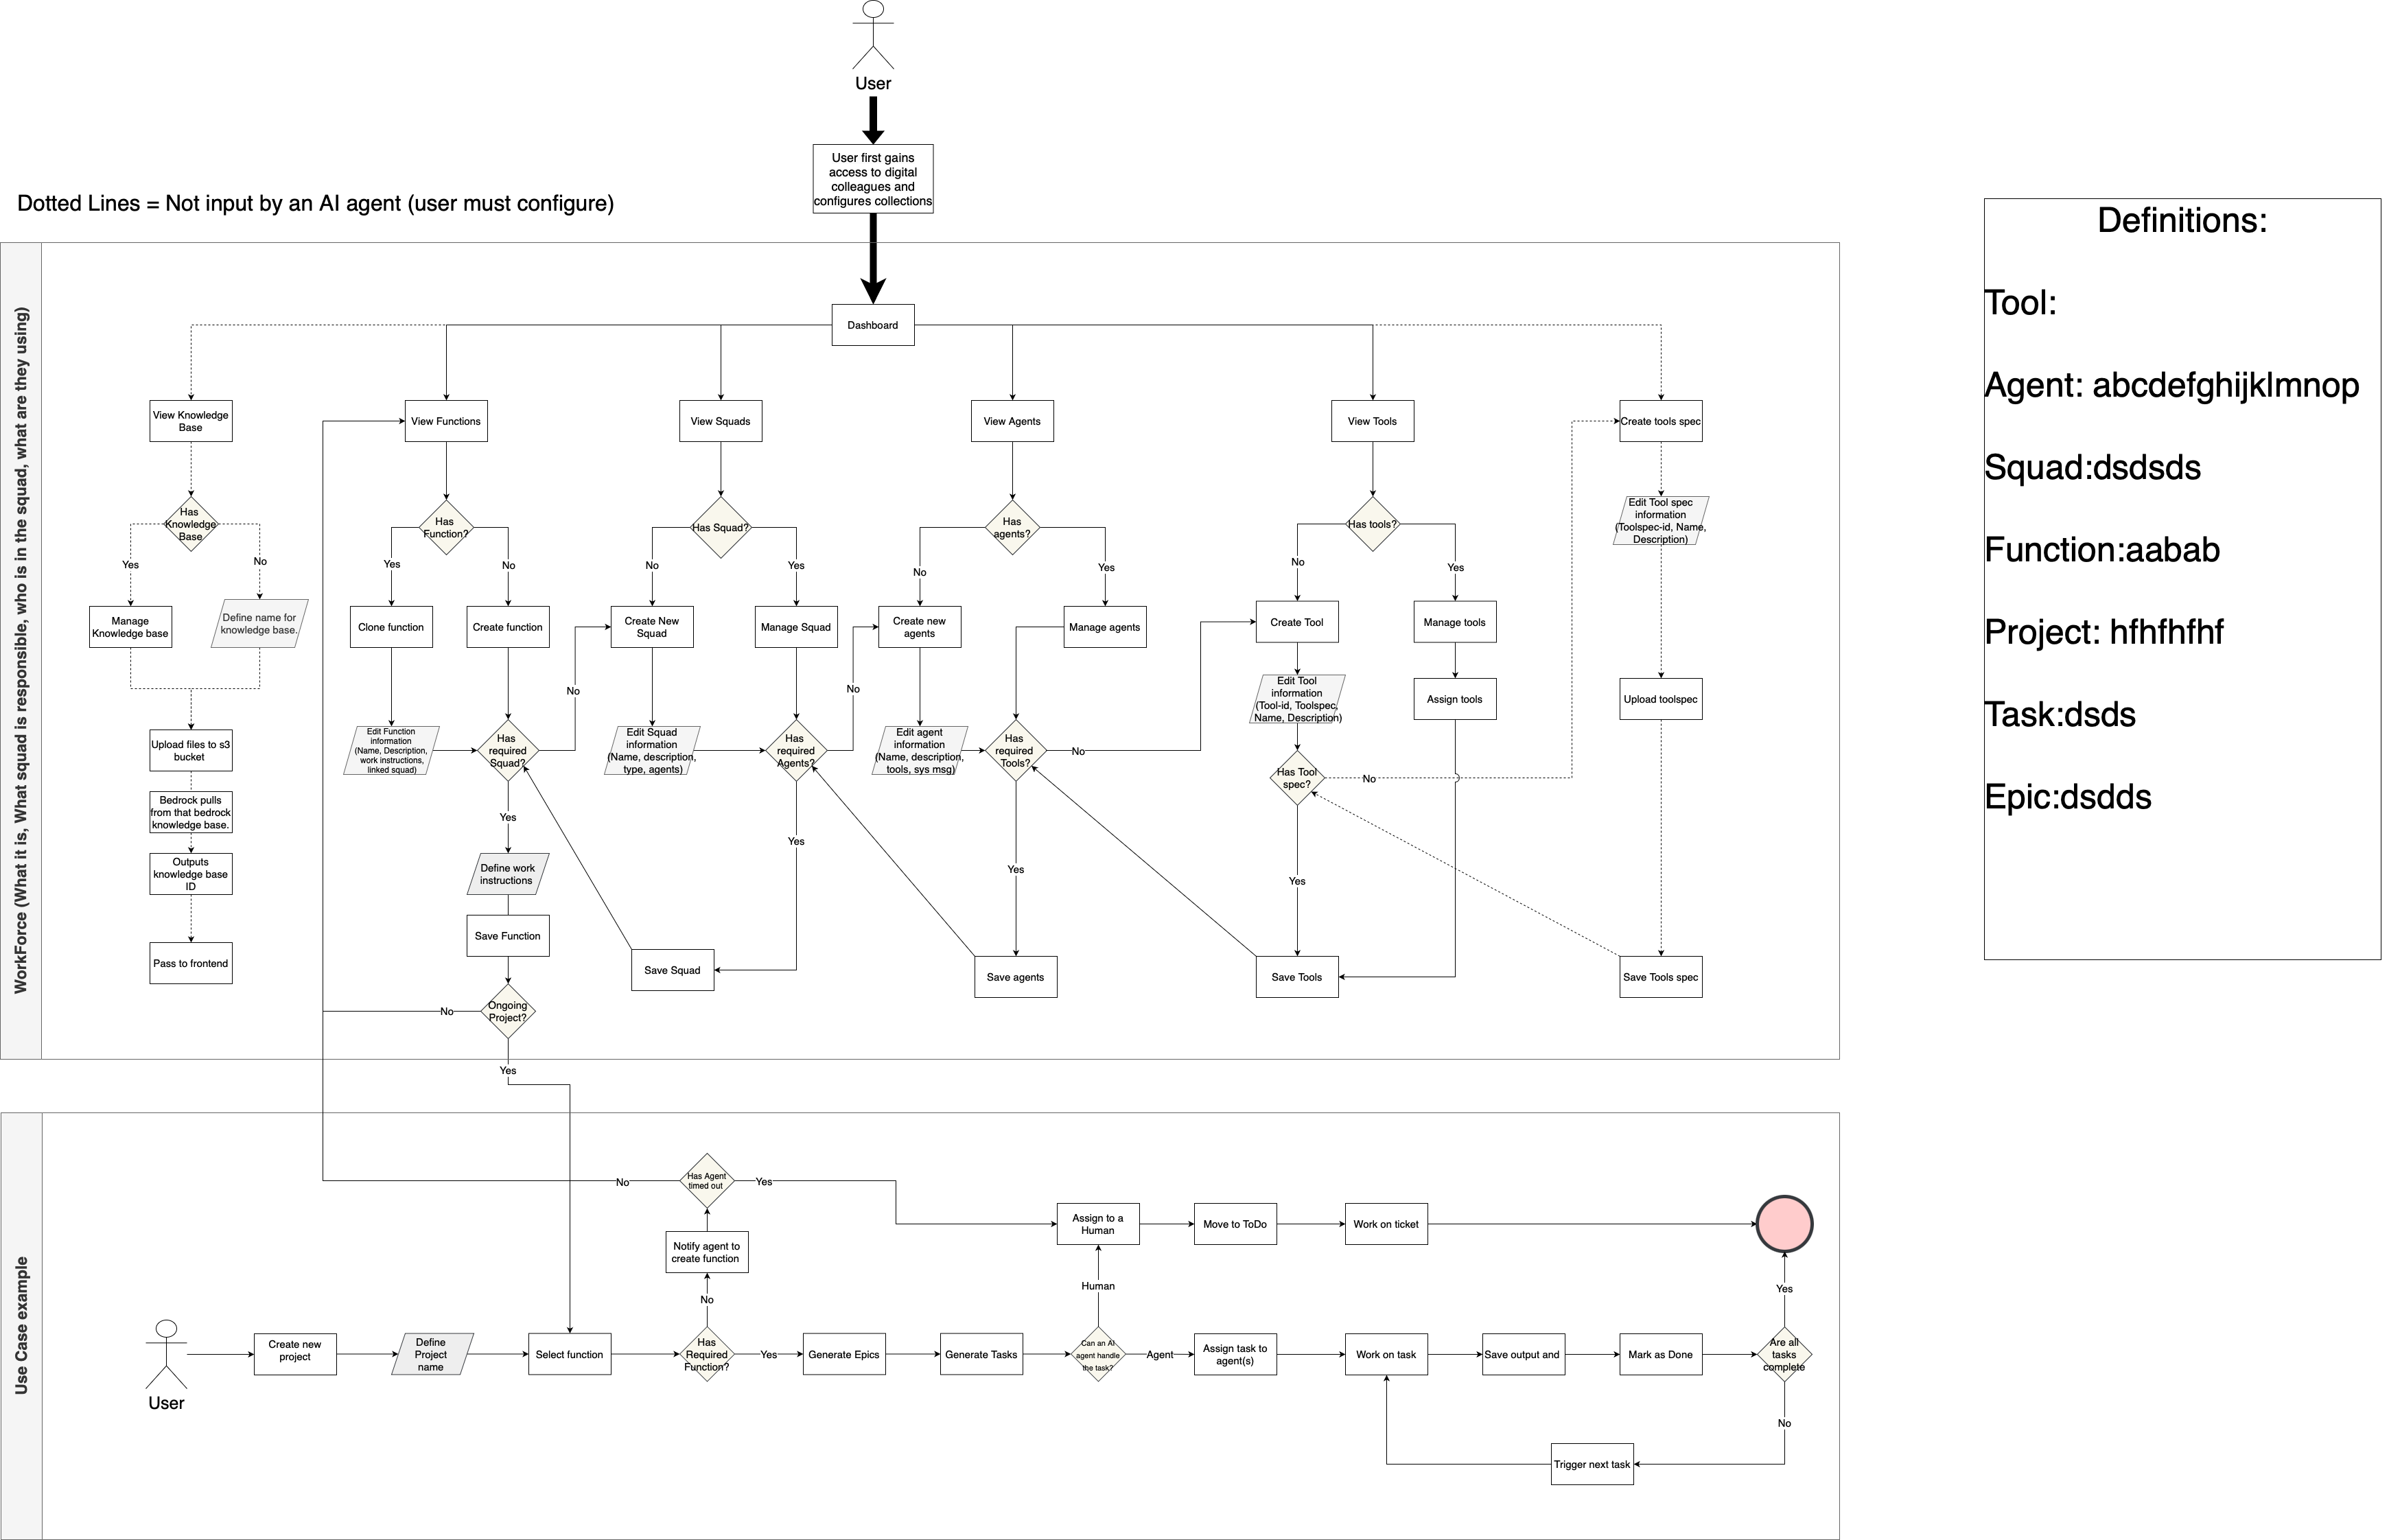 User
User first gains
access to digital
colleagues and
configures collections
Dotted Lines = Not input by an AI agent (user must configure)
WorkForce (What it is, What squad is responsible, who is in the squad, what are they using)
Dashboard
View Knowledge
Base
View Functions
View Squads
View Agents
View Tools
Create tools spec
Has
Knowledge
Base
Has
Function?
Has Squad?
Has
agents?
Has tools?
Edit Tool spec
information
(Toolspec-id, Name,
Description)
Yes
No
Yes
No
No
Yes
No
Yes
No
Yes
Manage
Knowledge base
Define name for
knowledge base.
Clone function
Create function
Create New
Squad
Manage Squad
Create new
agents
Manage agents
Create Tool
Manage tools
No
No
Edit Tool
information
(Tool-id, Toolspec,
Name, Description)
Assign tools
Upload toolspec
Upload files to s3
bucket
Edit Function
information
(Name, Description,
work instructions,
linked squad)
Has
required
Squad?
Edit Squad
information
(Name, description,
type, agents)
Has
required
Agents?
Edit agent
information
(Name, description,
tools, sys msg)
Has
required
Tools?
No
Has Tool
spec?
No
Bedrock pulls
from that bedrock
knowledge base.
Yes
Yes
Yes
Yes
Outputs
knowledge base
ID
Define work
instructions
Save Function
Pass to frontend
Save Squad
Save agents
Save Tools
Save Tools spec
No
Ongoing
Project?
Yes
Use Case example
No
Has Agent
timed out
Yes
Notify agent to
create function
No
Assign to a
Human
Move to ToDo
Work on ticket
Human
Yes
User
Create new
project
Define
Project
name
Select function
Has
Required
Function?
Yes
Generate Epics
Generate Tasks
Can an AI
agent handle
the task?
Agent
Assign task to
agent(s)
Work on task
Save output and
Mark as Done
Are all
tasks
complete
No
Trigger next task
Definitions:
Tool:
Agent: abcdefghijklmnop
Squad:dsdsds
Function:aabab
Project: hfhfhfhf
Task:dsds
Epic:dsdds